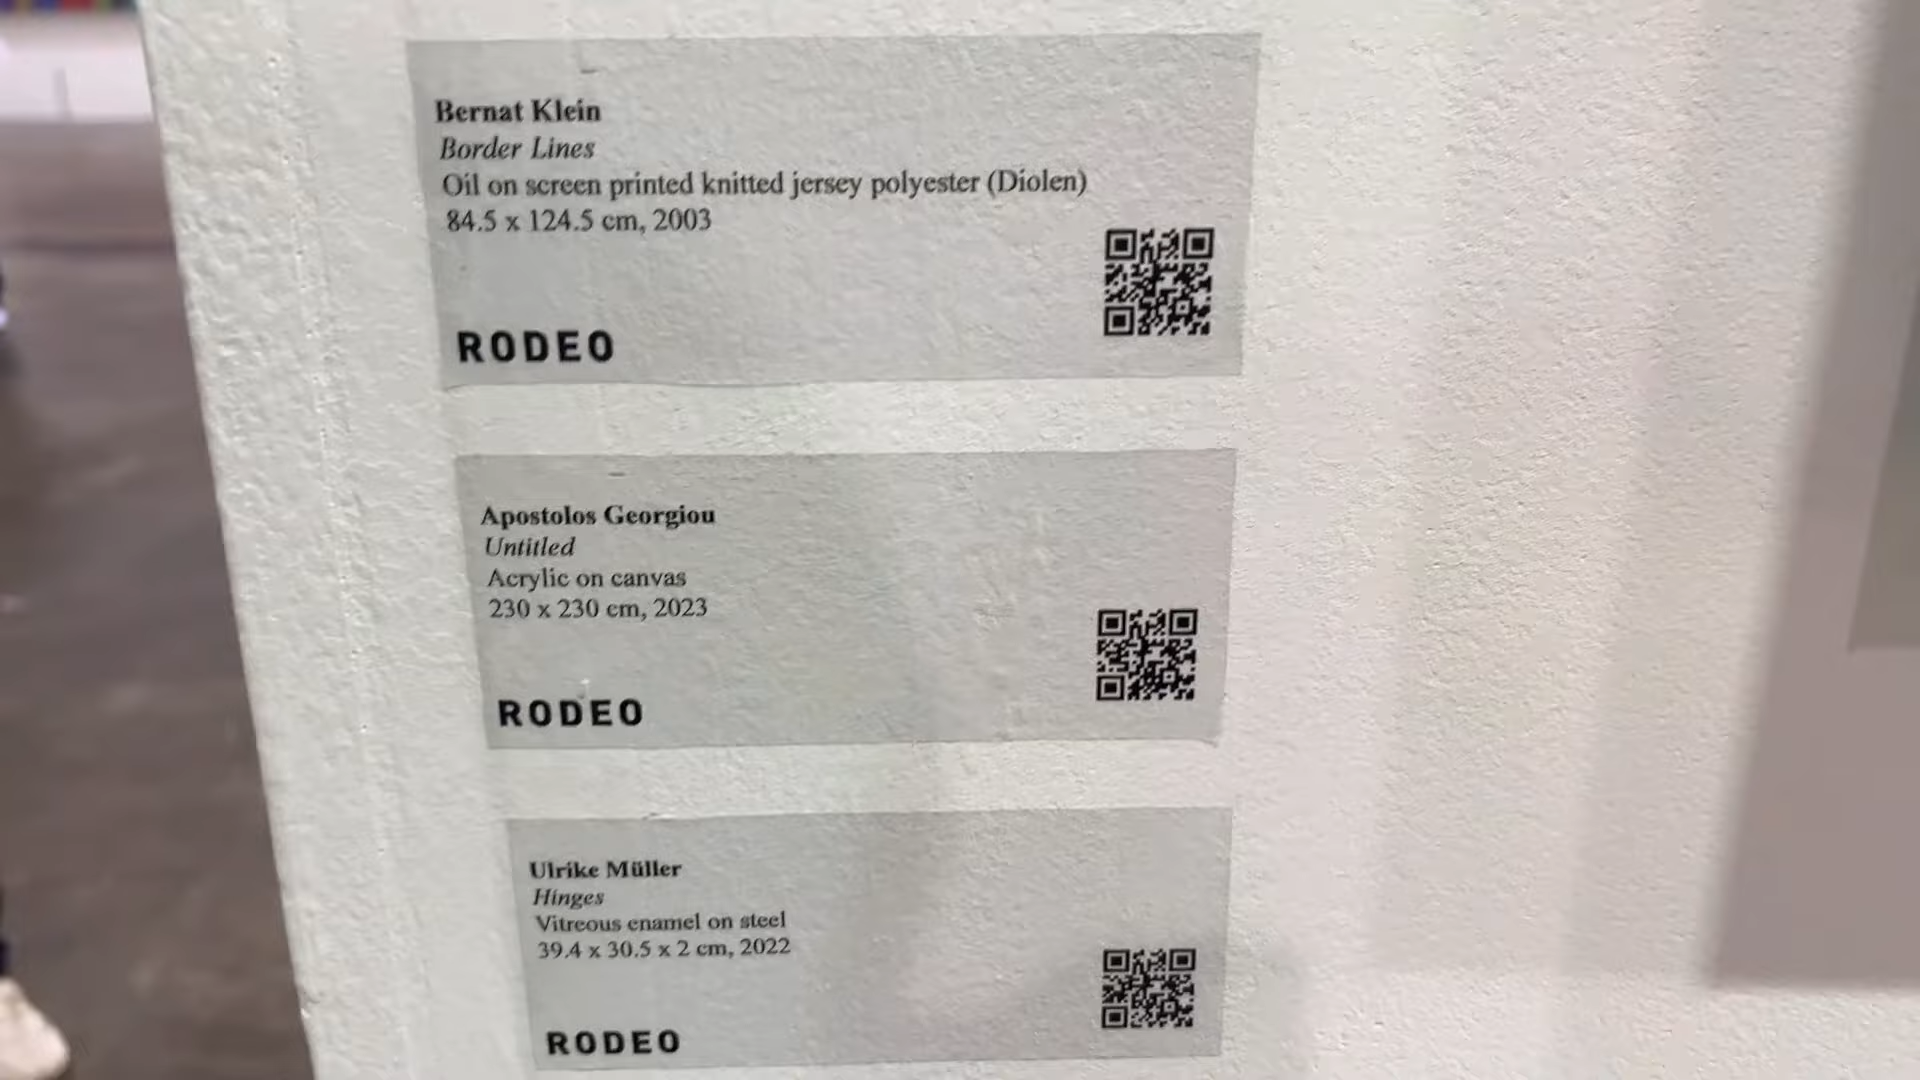 Bernat Klein
Border Lines
Oil on screen printed knitted jersey polyester (Diolen)
84.5 x 124.5 cm, 2003
RODEO
Apostolos Georgiou
Untitled
Acrylic on canvas
230 x 230 cm, 2023
RODEO
Ulrike Müller
Hinges
Vitreous enamel on steel
39.4 x 30.5 x 2 cm, 2022
RODEO